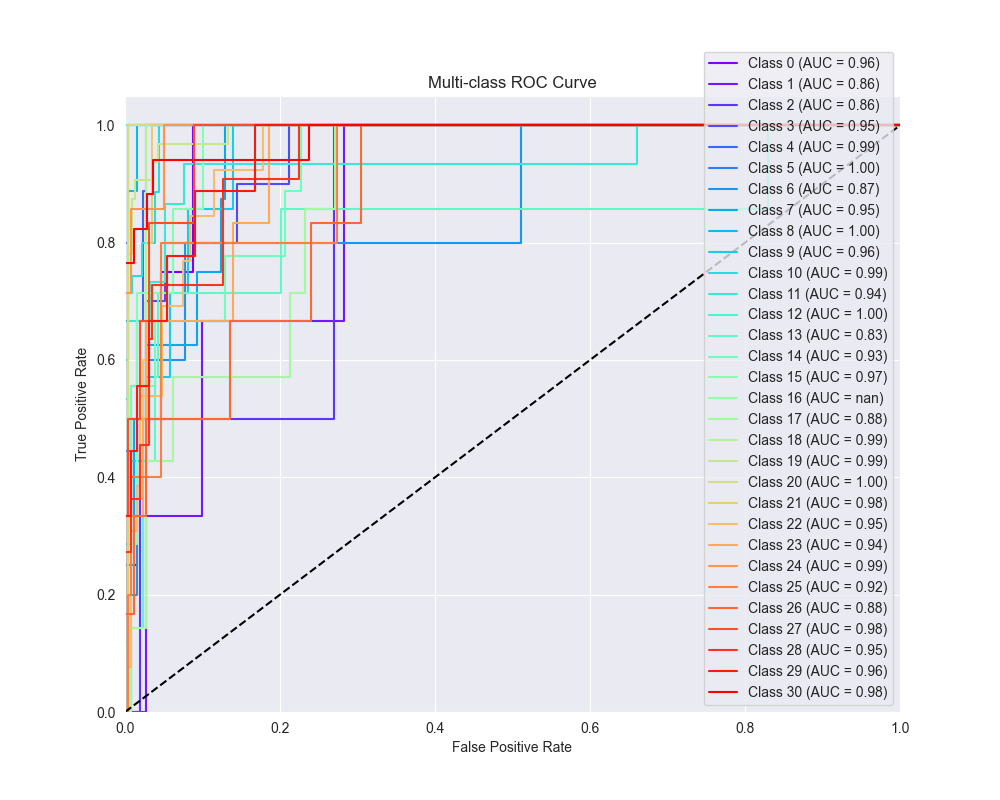 Multi-class ROC Curve
Class 0 (AUC = 0.96)
Class 1 (AUC = 0.86)
Class 2 (AUC = 0.86)
Class 3 (AUC = 0.95)
Class 4 (AUC = 0.99)
Class 5 (AUC = 1.00)
Class 6 (AUC = 0.87)
Class 7 (AUC = 0.95)
Class 8 (AUC = 1.00)
Class 9 (AUC = 0.96)
Class 10 (AUC = 0.99)
Class 11 (AUC = 0.94)
Class 12 (AUC = 1.00)
Class 13 (AUC = 0.83)
Class 14 (AUC = 0.93)
Class 15 (AUC = 0.97)
Class 16 (AUC = nan)
Class 17 (AUC = 0.88)
Class 18 (AUC = 0.99)
Class 19 (AUC = 0.99)
Class 20 (AUC = 1.00)
Class 21 (AUC = 0.98)
Class 22 (AUC = 0.95)
Class 23 (AUC = 0.94)
Class 24 (AUC = 0.99)
Class 25 (AUC = 0.92)
Class 26 (AUC = 0.88)
Class 27 (AUC = 0.98)
Class 28 (AUC = 0.95)
Class 29 (AUC = 0.96)
Class 30 (AUC = 0.98)
True Positive Rate
1.0
0.8
0.6
0.4
0.2
0.0
0.0 0.2 0.4 0.6 0.8 1.0
False Positive Rate